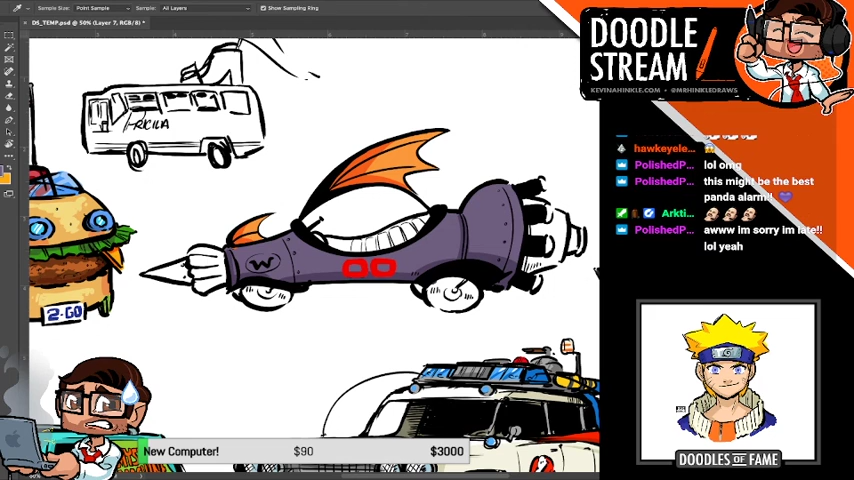 Sample Size: Point Sample
Sample: All Layers
Show Sampling Ring
DS_TEMP.psd @ 50% (Layer 7, RGB/8) *
DOODLE
STREAM
KEVINAHINKLE.COM • @MRHINKLEDRAWS
hawkeyele...
PolishedP... lol omg
PolishedP... this might be the best
panda alarm!!
Arkti...
PolishedP... awww im sorry im late!!
lol yeah
W
00
2-GO
New Computer! $90 $3000
DOODLES OF FAME